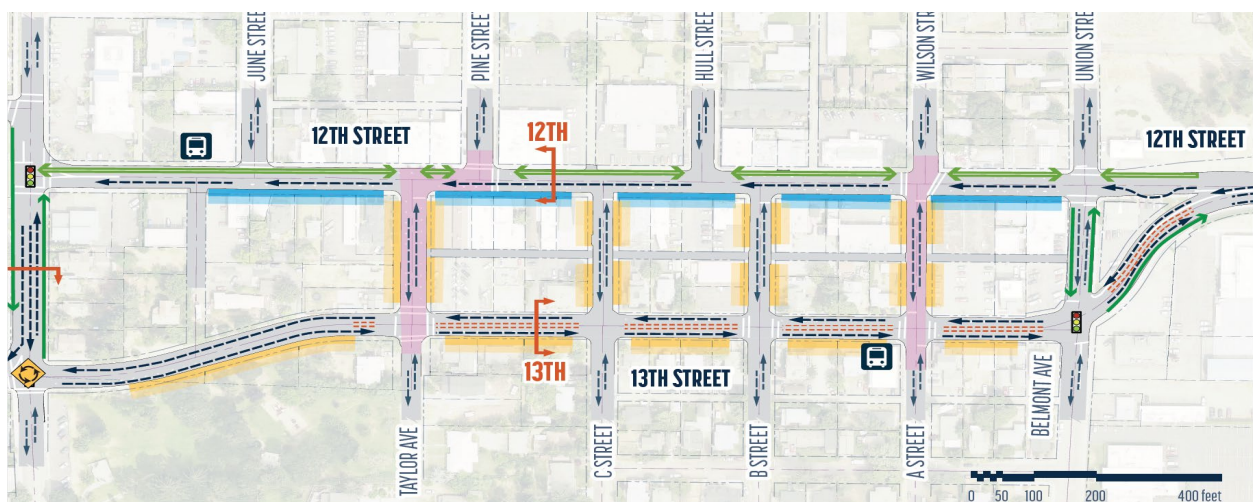 JUNE STREET
PINE STREET
HULL STREET
WILSON STREET
UNION STREET
12TH STREET
12TH
12TH STREET
13TH
13TH STREET
TAYLOR AVE
C STREET
B STREET
A STREET
BELMONT AVE
0 50 100 200 400 feet